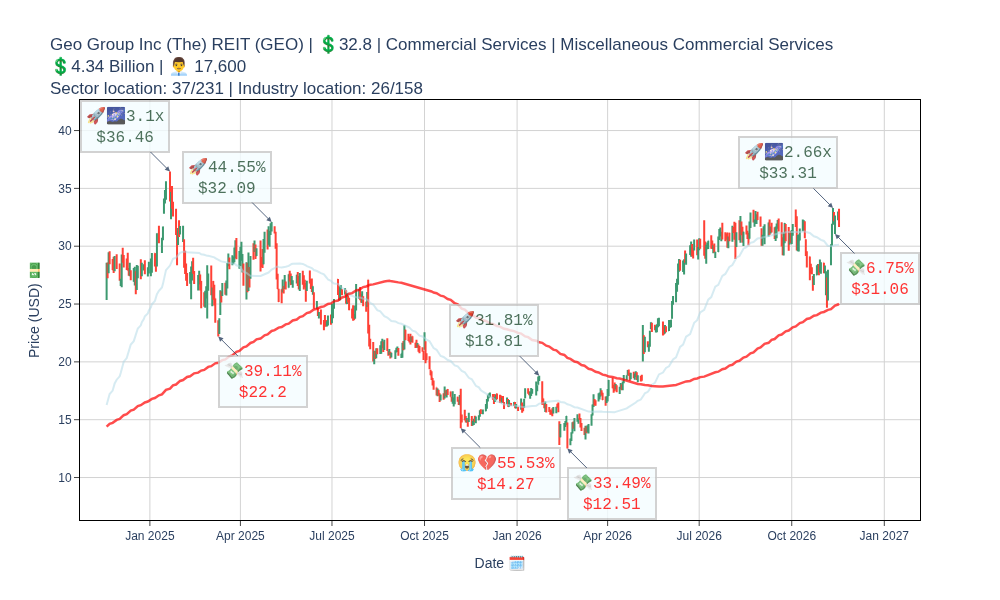 Geo Group Inc (The) REIT (GEO) | 💲32.8 | Commercial Services | Miscellaneous Commercial Services
💲4.34 Billion | 👨‍💼 17,600
Sector location: 37/231 | Industry location: 26/158
🚀🌌3.1x
$36.46
🚀44.55%
$32.09
🚀🌌2.66x
$33.31
💸6.75%
$31.06
🚀31.81%
$18.81
💸39.11%
$22.2
😭💔55.53%
$14.27
💸33.49%
$12.51
40
35
30
25
20
15
10
Price (USD) 💵
Jan 2025
Apr 2025
Jul 2025
Oct 2025
Jan 2026
Apr 2026
Jul 2026
Oct 2026
Jan 2027
Date 🗓️